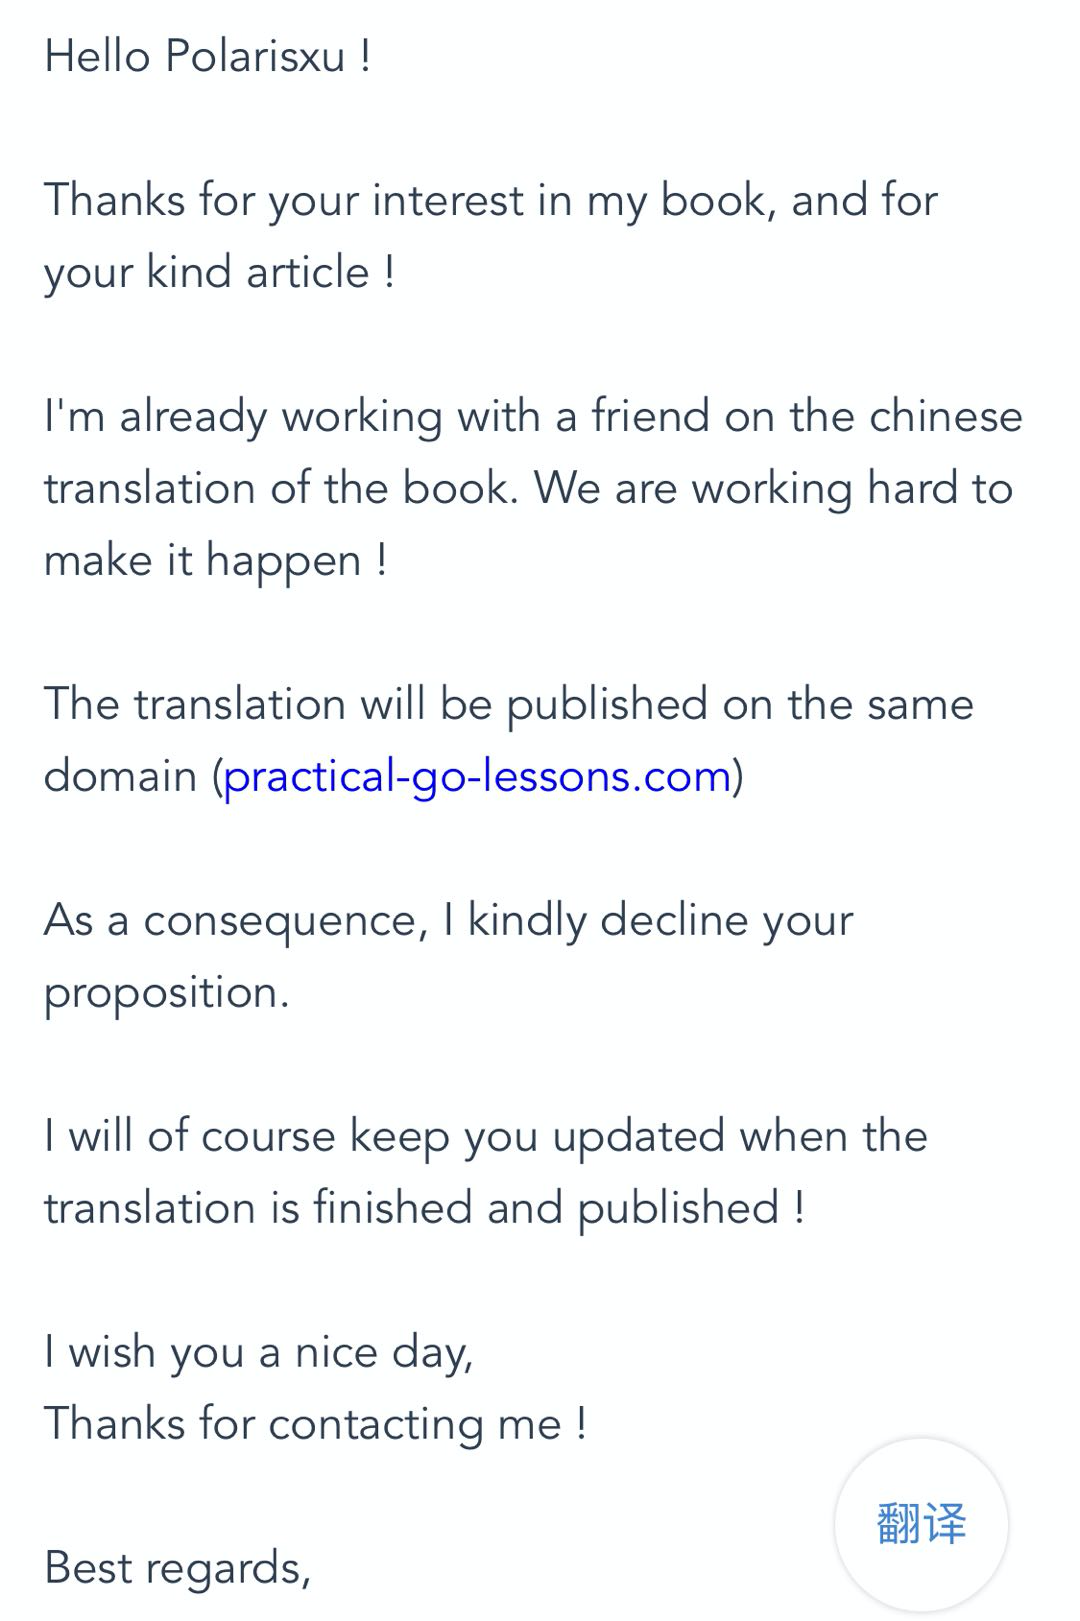 Hello Polarisxu !
Thanks for your interest in my book, and for
your kind article !
I'm already working with a friend on the chinese
translation of the book. We are working hard to
make it happen !
The translation will be published on the same
domain (practical-go-lessons.com)
As a consequence, I kindly decline your
proposition.
I will of course keep you updated when the
translation is finished and published !
I wish you a nice day,
Thanks for contacting me !
翻译
Best regards,